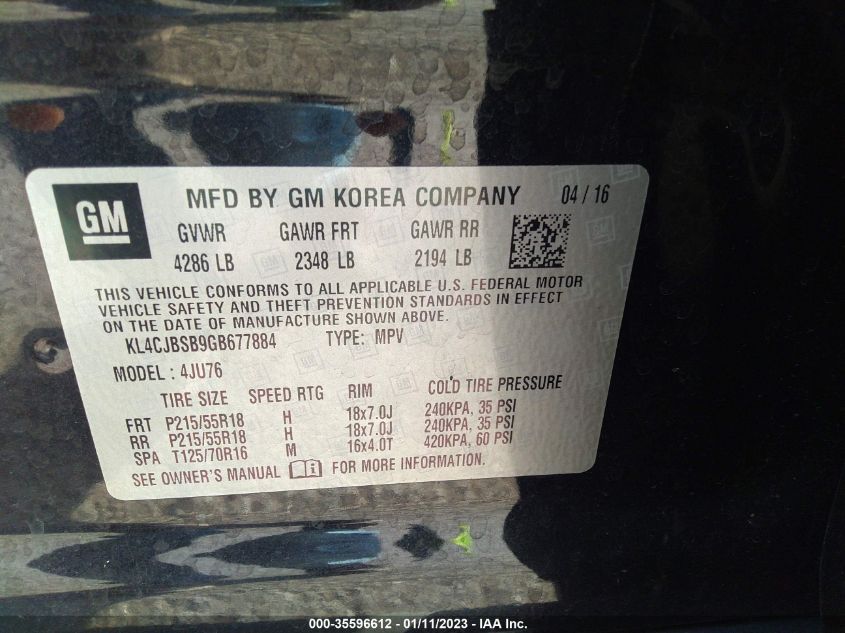 GM
MFD BY GM KOREA COMPANY 04 / 16
GVWR GAWR FRT GAWR RR
4286 LB 2348 LB 2194 LB
THIS VEHICLE CONFORMS TO ALL APPLICABLE U.S. FEDERAL MOTOR
VEHICLE SAFETY AND THEFT PREVENTION STANDARDS IN EFFECT
ON THE DATE OF MANUFACTURE SHOWN ABOVE.
KL4CJBSB9GB677884 TYPE: MPV
MODEL: 4JU76
TIRE SIZE SPEED RTG RIM COLD TIRE PRESSURE
FRT P215/55R18 H 18x7.0J 240KPA, 35 PSI
RR P215/55R18 H 18x7.0J 240KPA, 35 PSI
SPA T125/70R16 M 16x4.0T 420KPA, 60 PSI
SEE OWNER'S MANUAL FOR MORE INFORMATION.
000-35596612 - 01/11/2023 - IAA Inc.